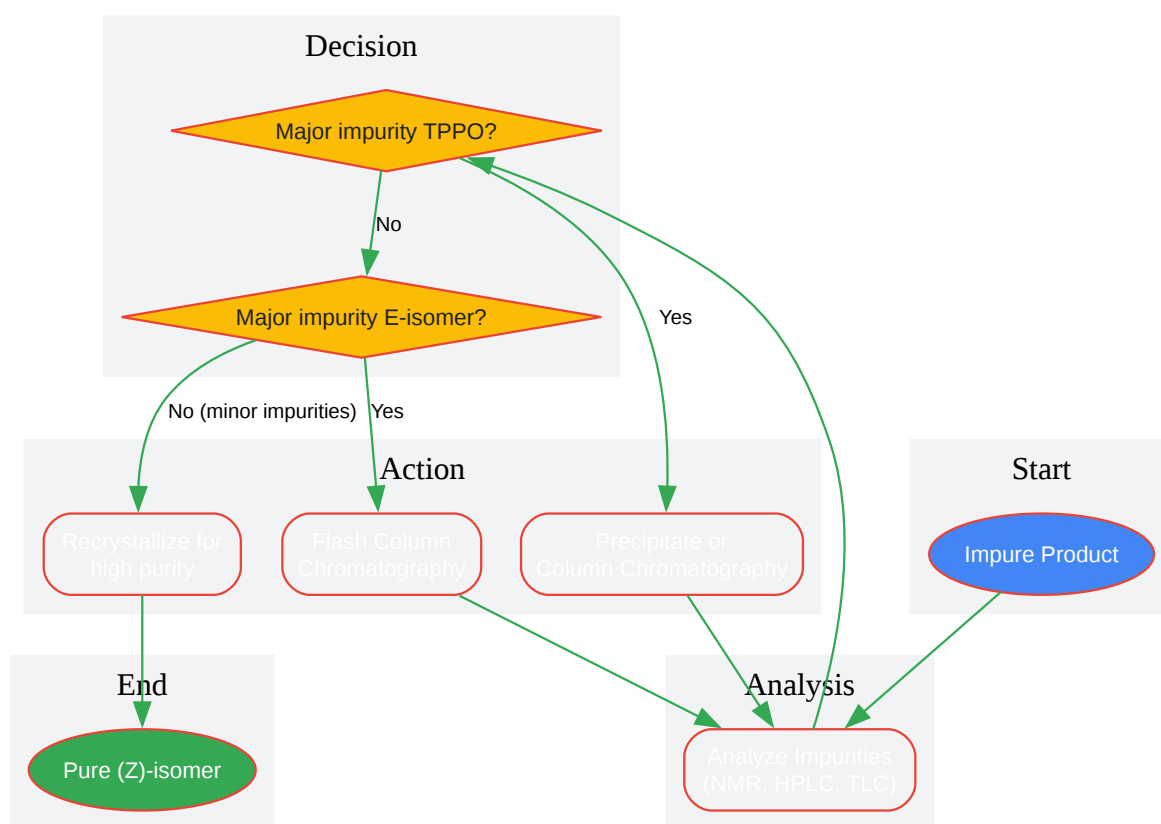 Decision
Major impurity TPPO?
No
Major impurity E-isomer?
Yes
No (minor impurities)
Yes
Action
Start
Recrystallize for
high purity
Flash Column
Chromatography
Precipitate or
Column Chromatography
Impure Product
End
Analysis
Pure (Z)-isomer
Analyze Impurities
(NMR, HPLC, TLC)